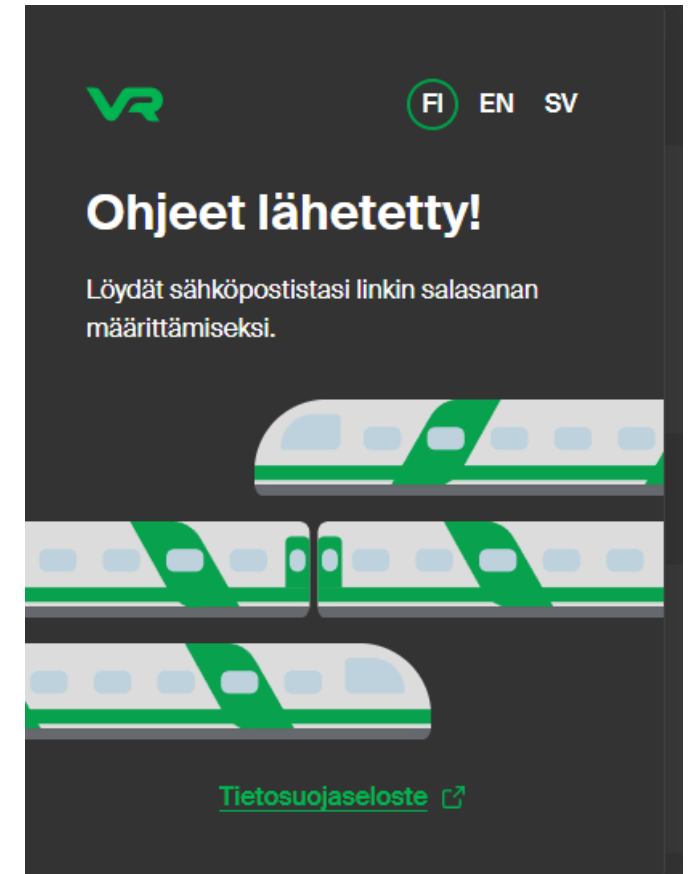 VR
FI EN SV
Ohjeet lähetetty!
Löydät sähköpostistasi linkin salasanan
määrittämiseksi.
Tietosuojaseloste